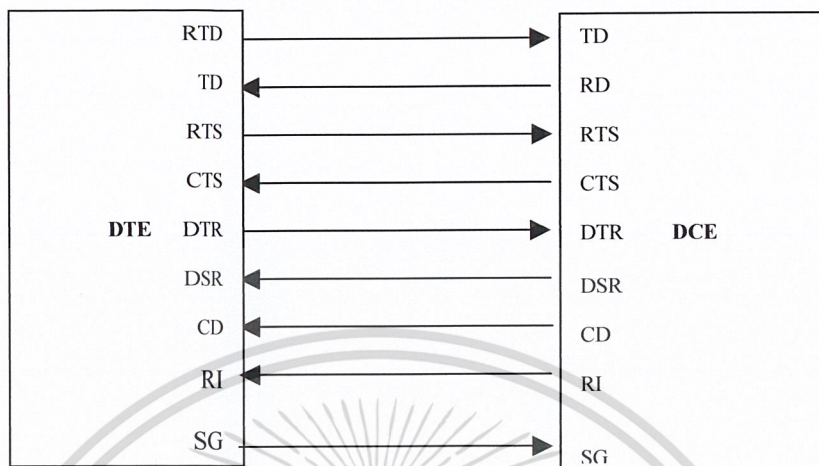 RTD TD
TD RD
RTS RTS
CTS CTS
DTE DTR DTR DCE
DSR DSR
CD CD
RI RI
SG SG